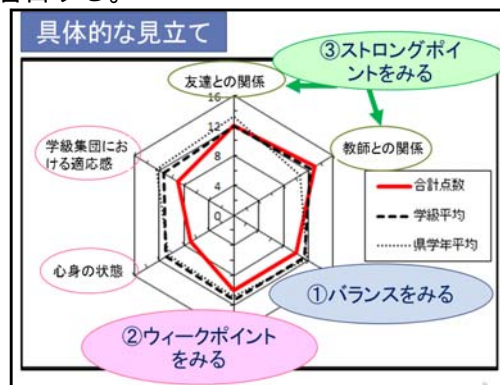 目りる。
具体的な見立て
③ストロングポイ
ントをみる
友達との関係
16
12
8
4
0
学級集団にお
ける適応感
教師との関係
合計点数
学級平均
県学年平均
心身の状態
①バランスをみる
②ウィークポイント
をみる